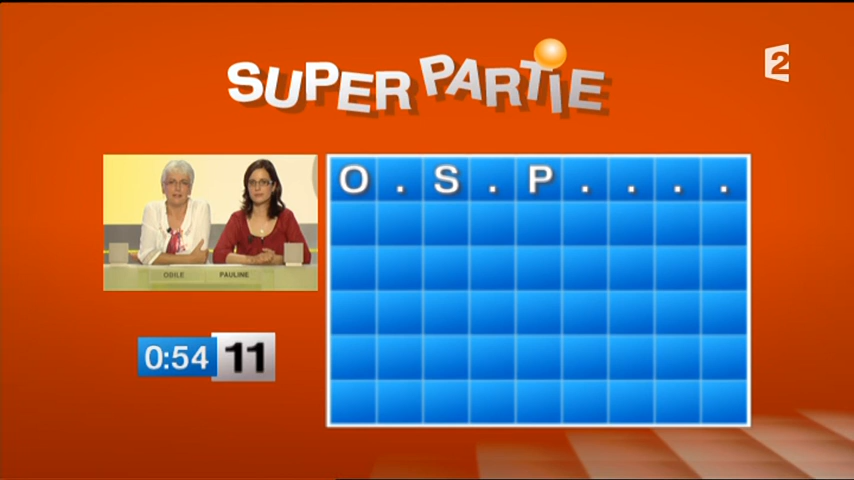 SUPER PARTIE
2
O . S . P . . . .
ODILE PAULINE
0:54 11